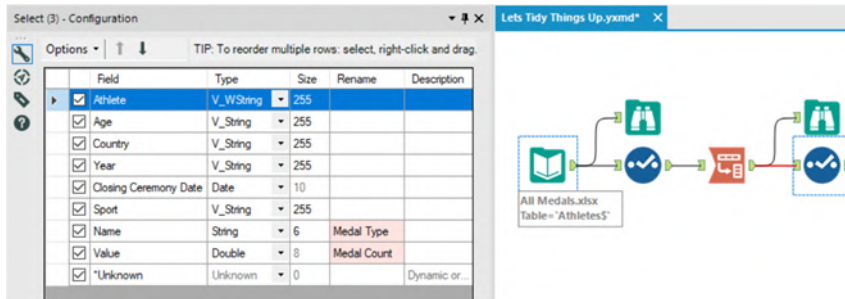 Select (3) - Configuration
Lets Tidy Things Up.yxmd*
Options
TIP: To reorder multiple rows: select, right-click and drag.
Field Type Size Rename Description
Athlete V_WString 255
Age V_String 255
Country V_String 255
Year V_String 255
Closing Ceremony Date Date 10
Sport V_String 255
Name String 6 Medal Type
Value Double 8 Medal Count
*Unknown Unknown 0 Dynamic or...
All Medals.xlsx
Table=`Athletes$`